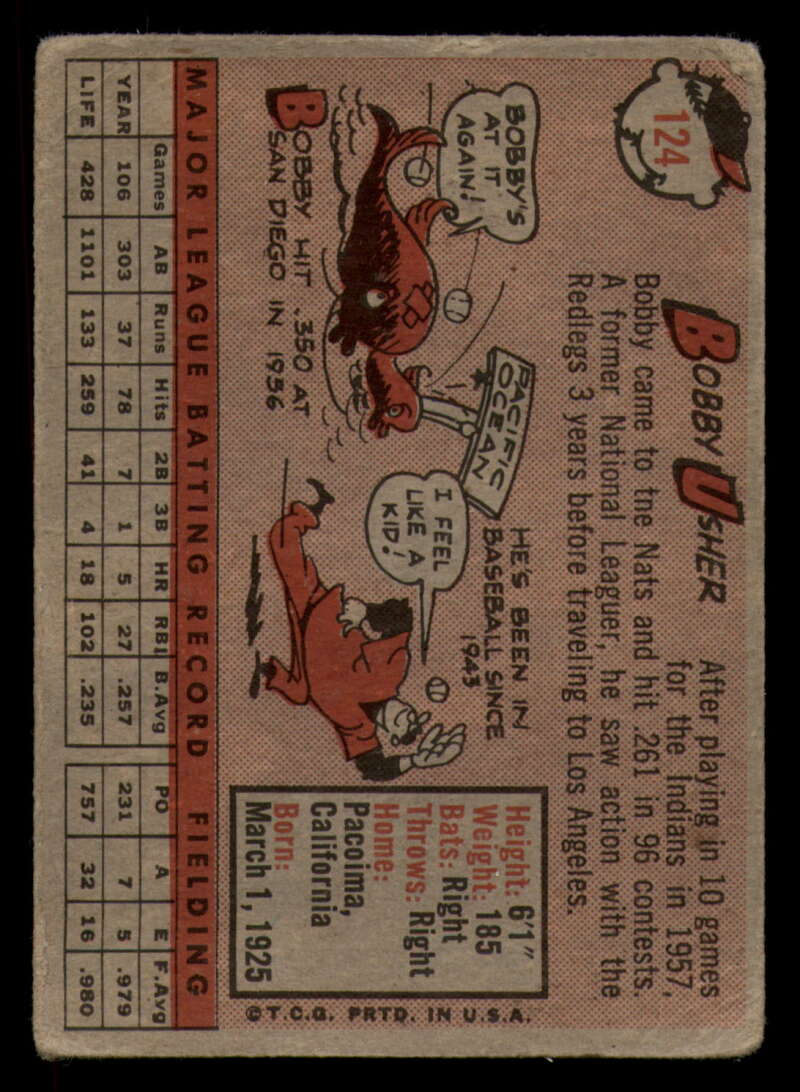 124
BOBBY USHER
After playing in 10 games
for the Indians in 1957,
Bobby came to tne Nats and hit .261 in 96 contests.
A former National Leaguer, he saw action with the
Redlegs 3 years before traveling to Los Angeles.
BOBBY'S
AT IT
AGAIN!
PACIFIC
OCEAN
BOBBY HIT .350 AT
SAN DIEGO IN 1956
HE'S BEEN IN
BASEBALL SINCE
1943
I FEEL
LIKE A
KID!
Height: 6'1"
Weight: 185
Bats: Right
Throws: Right
Home:
Pacoima,
California
Born:
March 1, 1925
©T.C.G. PRTD. IN U.S.A.
MAJOR LEAGUE BATTING RECORD FIELDING
Games AB Runs Hits 2B 3B HR RBI B.Avg PO A E F.Avg
YEAR 106 303 37 78 7 1 5 27 .257 231 7 5 .979
LIFE 428 1101 133 259 41 4 18 102 .235 757 32 16 .980